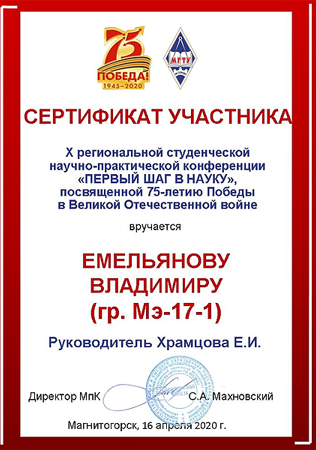 75
ПОБЕДА!
1945–2020
МГТУ
СЕРТИФИКАТ УЧАСТНИКА
X региональной студенческой
научно-практической конференции
«ПЕРВЫЙ ШАГ В НАУКУ»,
посвященной 75-летию Победы
в Великой Отечественной войне
вручается
ЕМЕЛЬЯНОВУ
ВЛАДИМИРУ
(гр. Мэ-17-1)
Руководитель Храмцова Е.И.
Директор МпК С.А. Махновский
Магнитогорск, 16 апреля 2020 г.